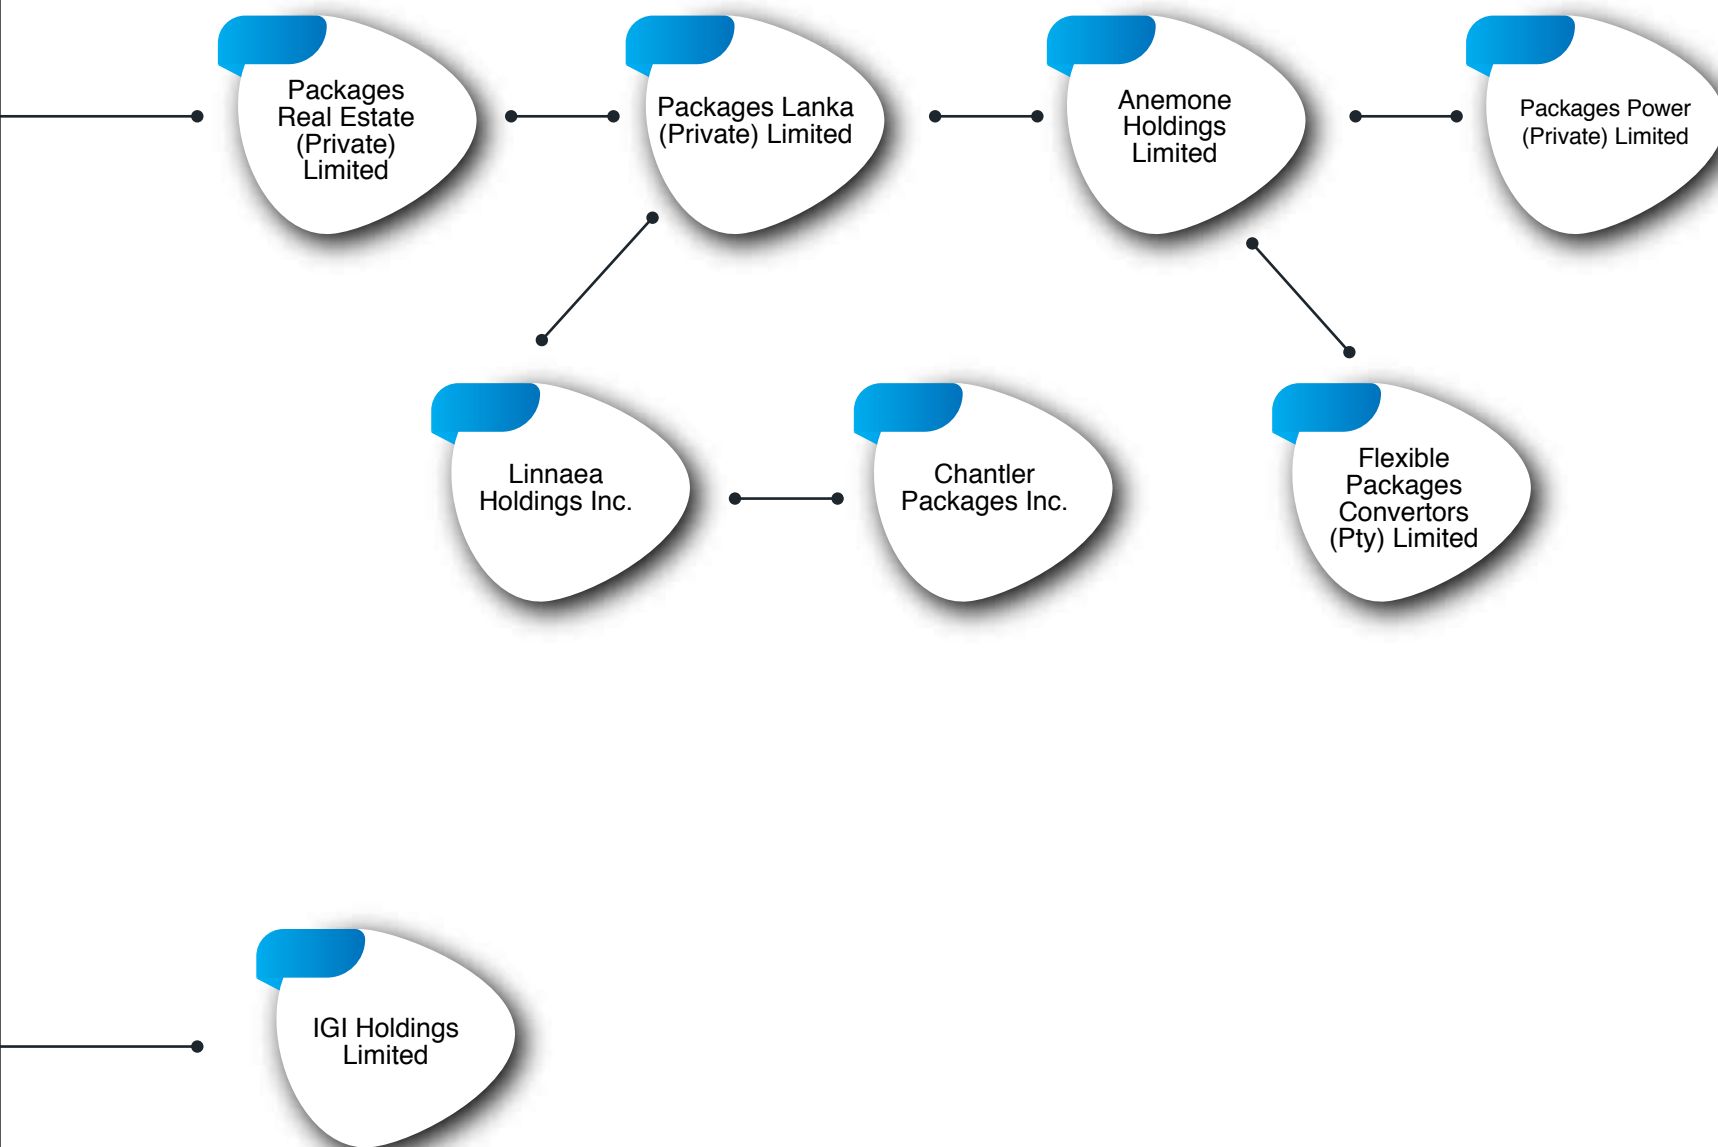 Packages
Real Estate
(Private)
Limited
Packages Lanka
(Private) Limited
Anemone
Holdings
Limited
Packages Power
(Private) Limited
Linnaea
Holdings Inc.
Chantler
Packages Inc.
Flexible
Packages
Convertors
(Pty) Limited
IGI Holdings
Limited